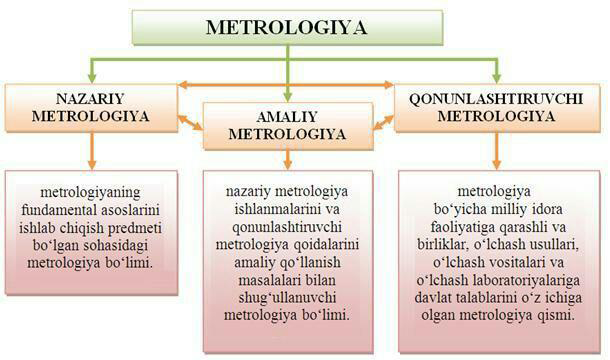 METROLOGIYA
NAZARIY
METROLOGIYA
AMALIY
METROLOGIYA
QONUNLASHTIRUVCHI
METROLOGIYA
metrologiyaning
fundamental asoslarini
ishlab chiqish predmeti
bo‘lgan sohasidagi
metrologiya bo‘limi.
nazariy metrologiya
ishlanmalarini va
qonunlashtiruvchi
metrologiya qoidalarini
amaliy qo‘llanish
masalalari bilan
shug‘ullanuvchi
metrologiya bo‘limi.
metrologiya
bo‘yicha milliy idora
faoliyatiga qarashli va
birliklar, o‘lchash usullari,
o‘lchash vositalari va
o‘lchash laboratoriyalariga
davlat talablarini o‘z ichiga
olgan metrologiya qismi.